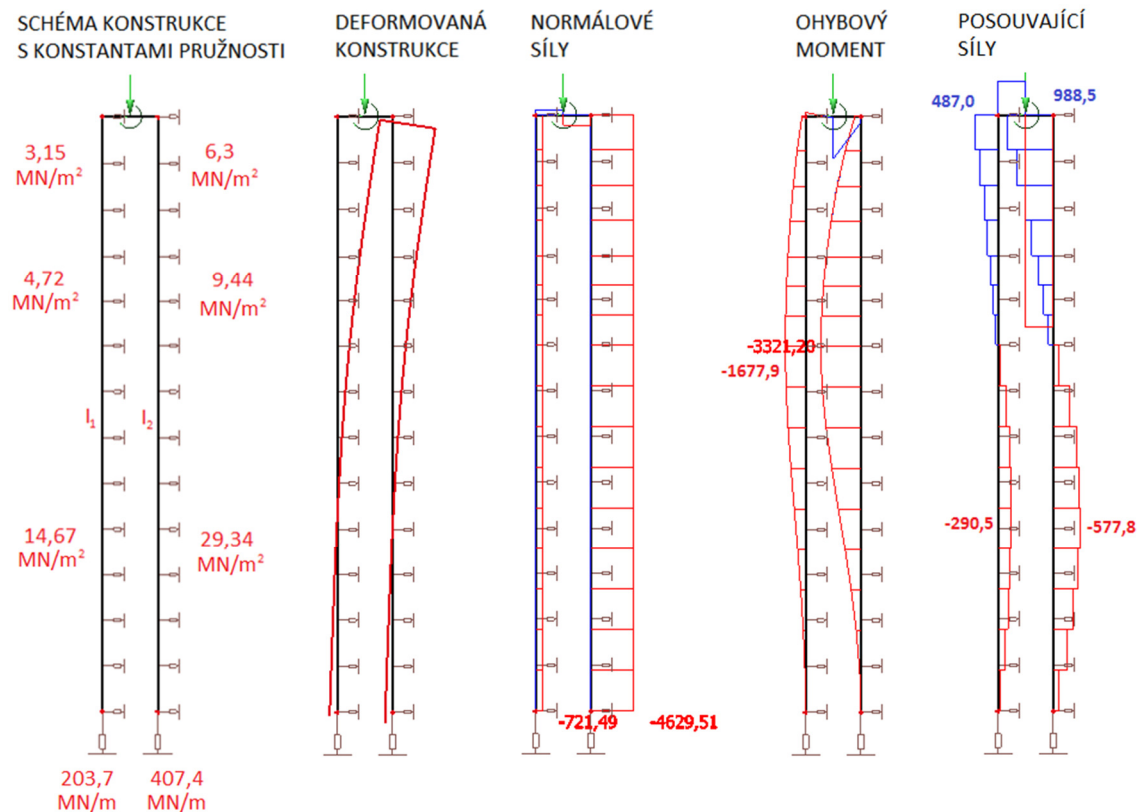 SCHÉMA KONSTRUKCE
S KONSTANTAMI PRUŽNOSTI
DEFORMOVANÁ
KONSTRUKCE
NORMÁLOVÉ
SÍLY
OHYBOVÝ
MOMENT
POSOUVAJÍCÍ
SÍLY
487,0
988,5
3,15
MN/m²
6,3
MN/m²
4,72
MN/m²
9,44
MN/m²
-3321,20
-1677,9
I₁
I₂
14,67
MN/m²
29,34
MN/m²
-290,5
-577,8
-721,49
-4629,51
203,7
MN/m
407,4
MN/m